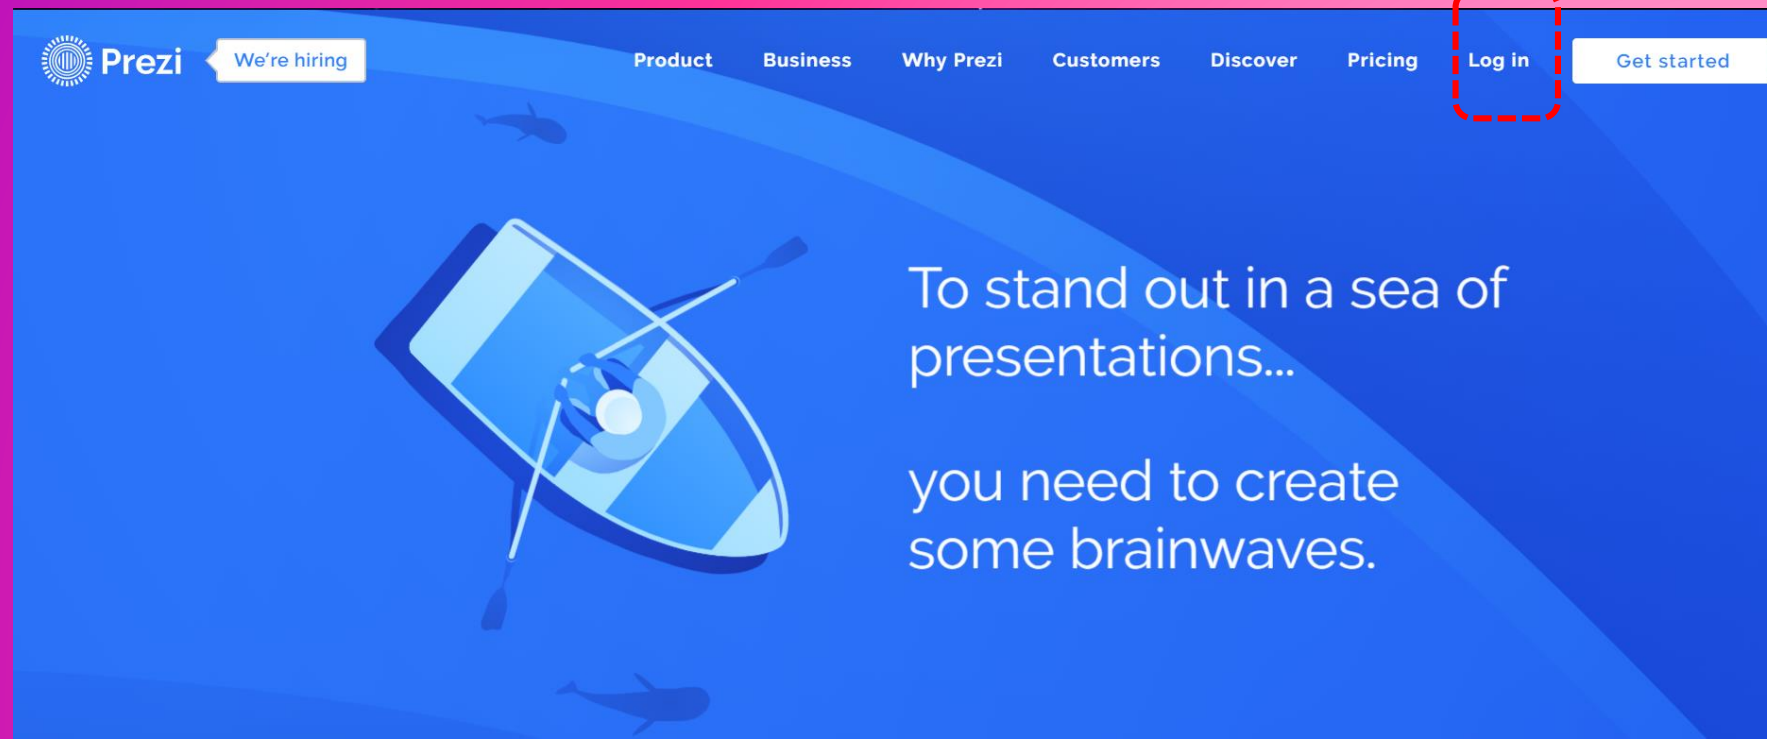 Prezi We're hiring Product Business Why Prezi Customers Discover Pricing Log in Get started
To stand out in a sea of
presentations...
you need to create
some brainwaves.